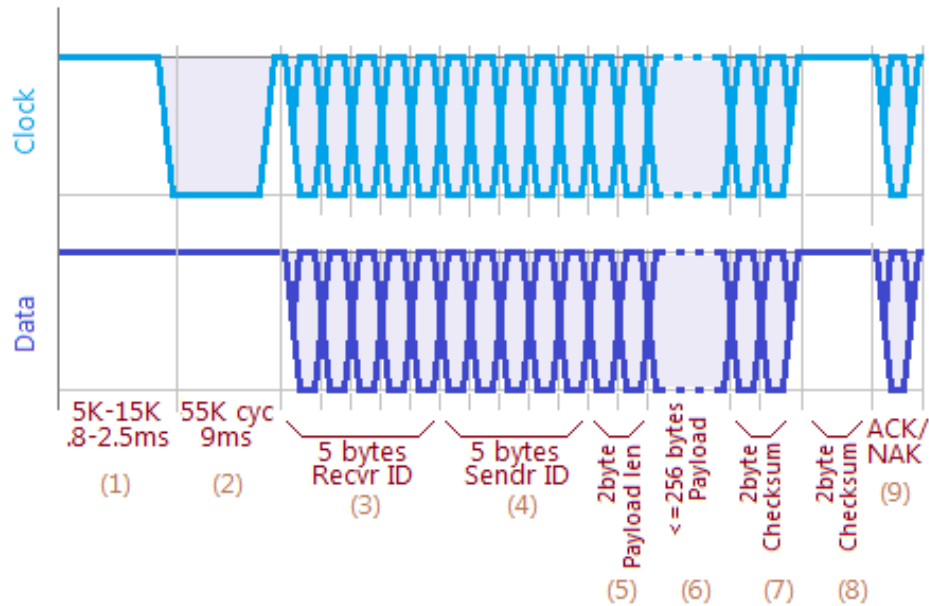 Clock
Data
5K-15K
.8-2.5ms
(1)
55K cyc
9ms
(2)
5 bytes
Recvr ID
(3)
5 bytes
Sendr ID
(4)
2byte
Payload len
(5)
<=256 bytes
Payload
(6)
2byte
Checksum
(7)
2byte
Checksum
(8)
ACK/
NAK
(9)